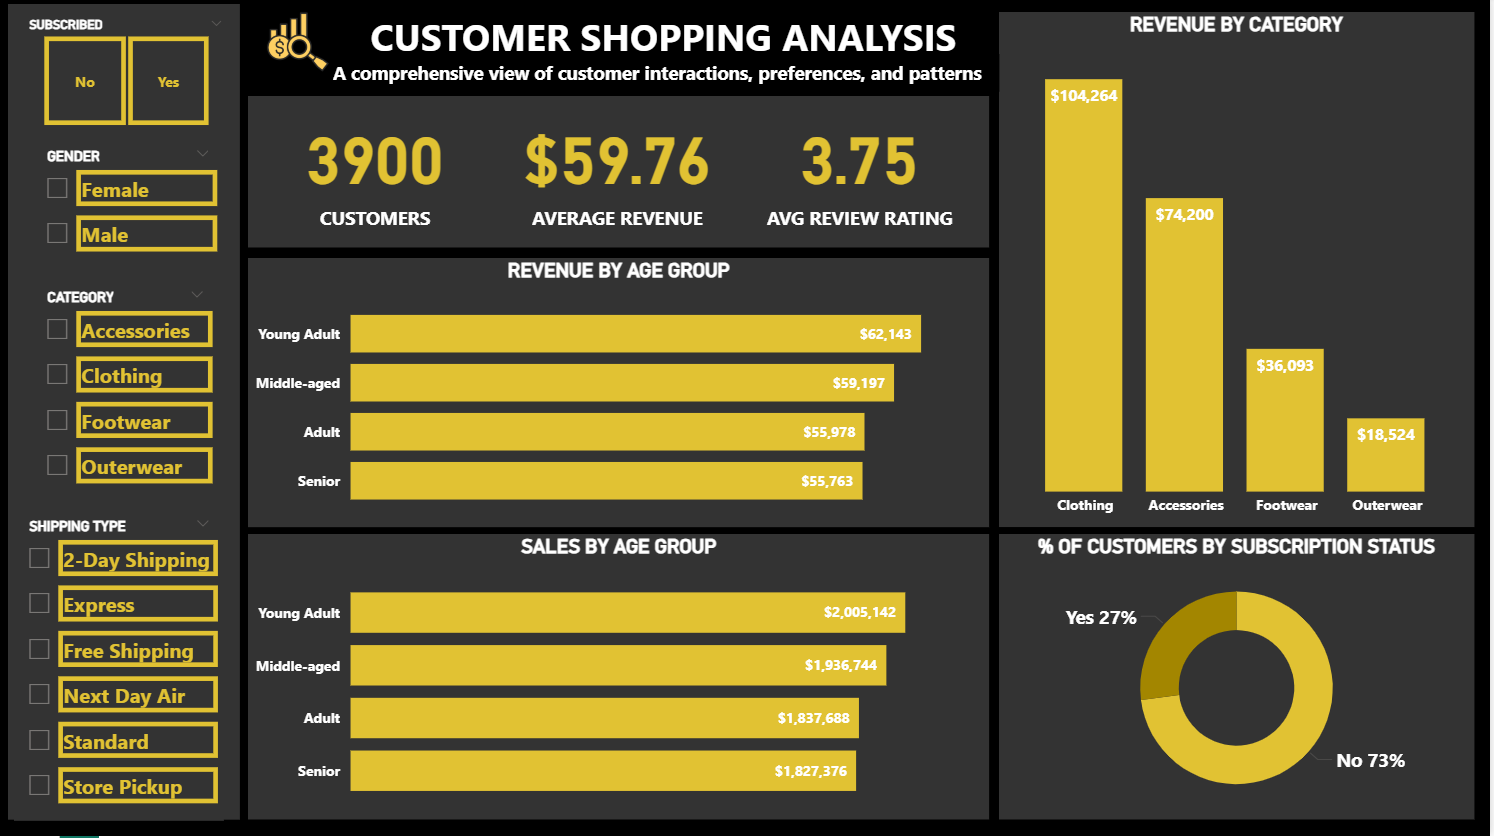 SUBSCRIBED
No
Yes
GENDER
Female
Male
CATEGORY
Accessories
Clothing
Footwear
Outerwear
SHIPPING TYPE
2-Day Shipping
Express
Free Shipping
Next Day Air
Standard
Store Pickup
CUSTOMER SHOPPING ANALYSIS
A comprehensive view of customer interactions, preferences, and patterns
3900
CUSTOMERS
$59.76
AVERAGE REVENUE
3.75
AVG REVIEW RATING
REVENUE BY AGE GROUP
Young Adult $62,143
Middle-aged $59,197
Adult $55,978
Senior $55,763
SALES BY AGE GROUP
Young Adult $2,005,142
Middle-aged $1,936,744
Adult $1,837,688
Senior $1,827,376
REVENUE BY CATEGORY
$104,264
$74,200
$36,093
$18,524
Clothing Accessories Footwear Outerwear
% OF CUSTOMERS BY SUBSCRIPTION STATUS
Yes 27%
No 73%